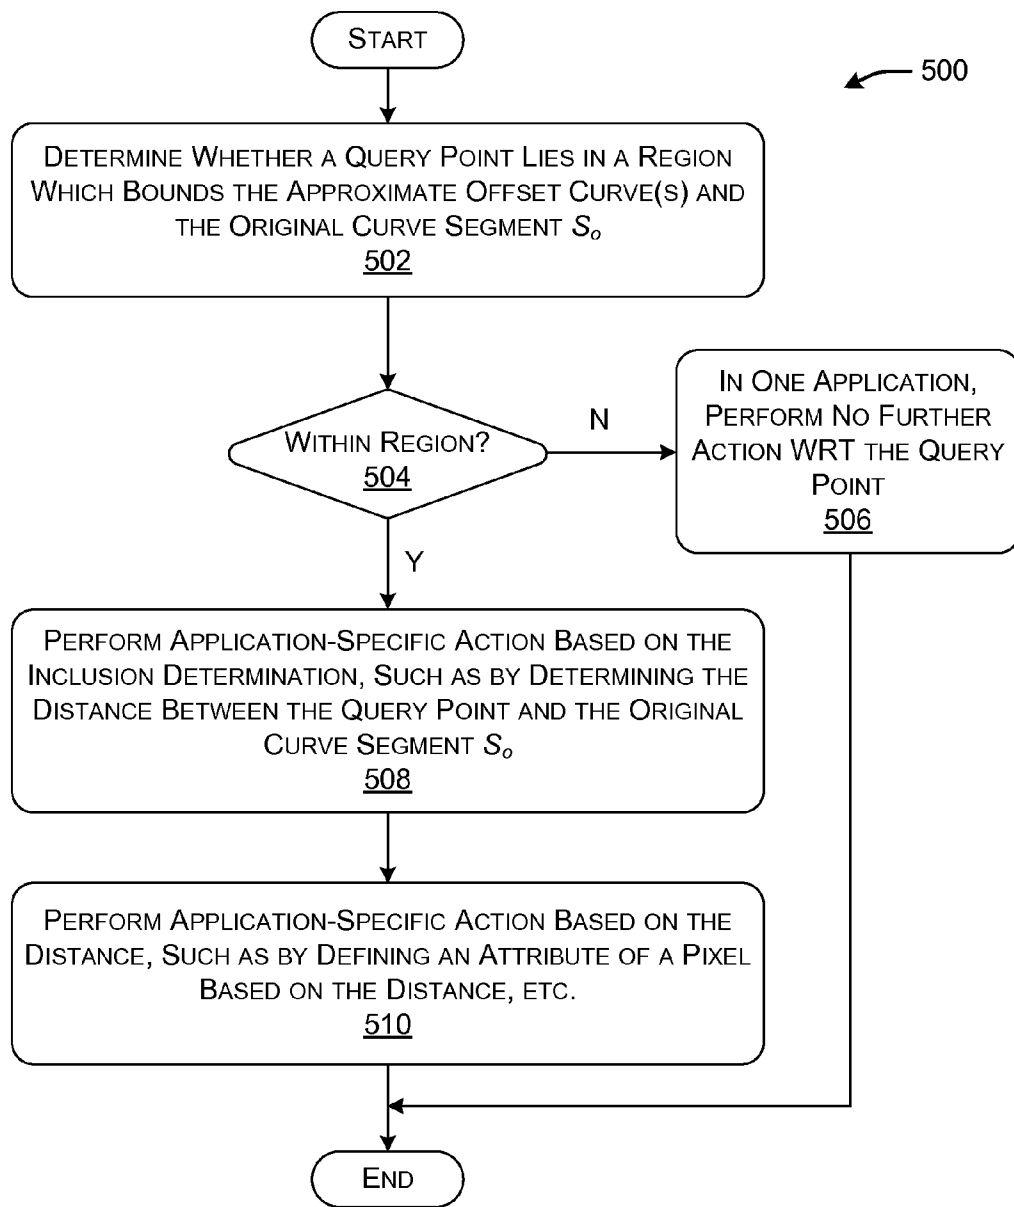 START
500
DETERMINE WHETHER A QUERY POINT LIES IN A REGION
WHICH BOUNDS THE APPROXIMATE OFFSET CURVE(S) AND
THE ORIGINAL CURVE SEGMENT So
502
WITHIN REGION?
504
N
IN ONE APPLICATION,
PERFORM NO FURTHER
ACTION WRT THE QUERY
POINT
506
Y
PERFORM APPLICATION-SPECIFIC ACTION BASED ON THE
INCLUSION DETERMINATION, SUCH AS BY DETERMINING THE
DISTANCE BETWEEN THE QUERY POINT AND THE ORIGINAL
CURVE SEGMENT So
508
PERFORM APPLICATION-SPECIFIC ACTION BASED ON THE
DISTANCE, SUCH AS BY DEFINING AN ATTRIBUTE OF A PIXEL
BASED ON THE DISTANCE, ETC.
510
END